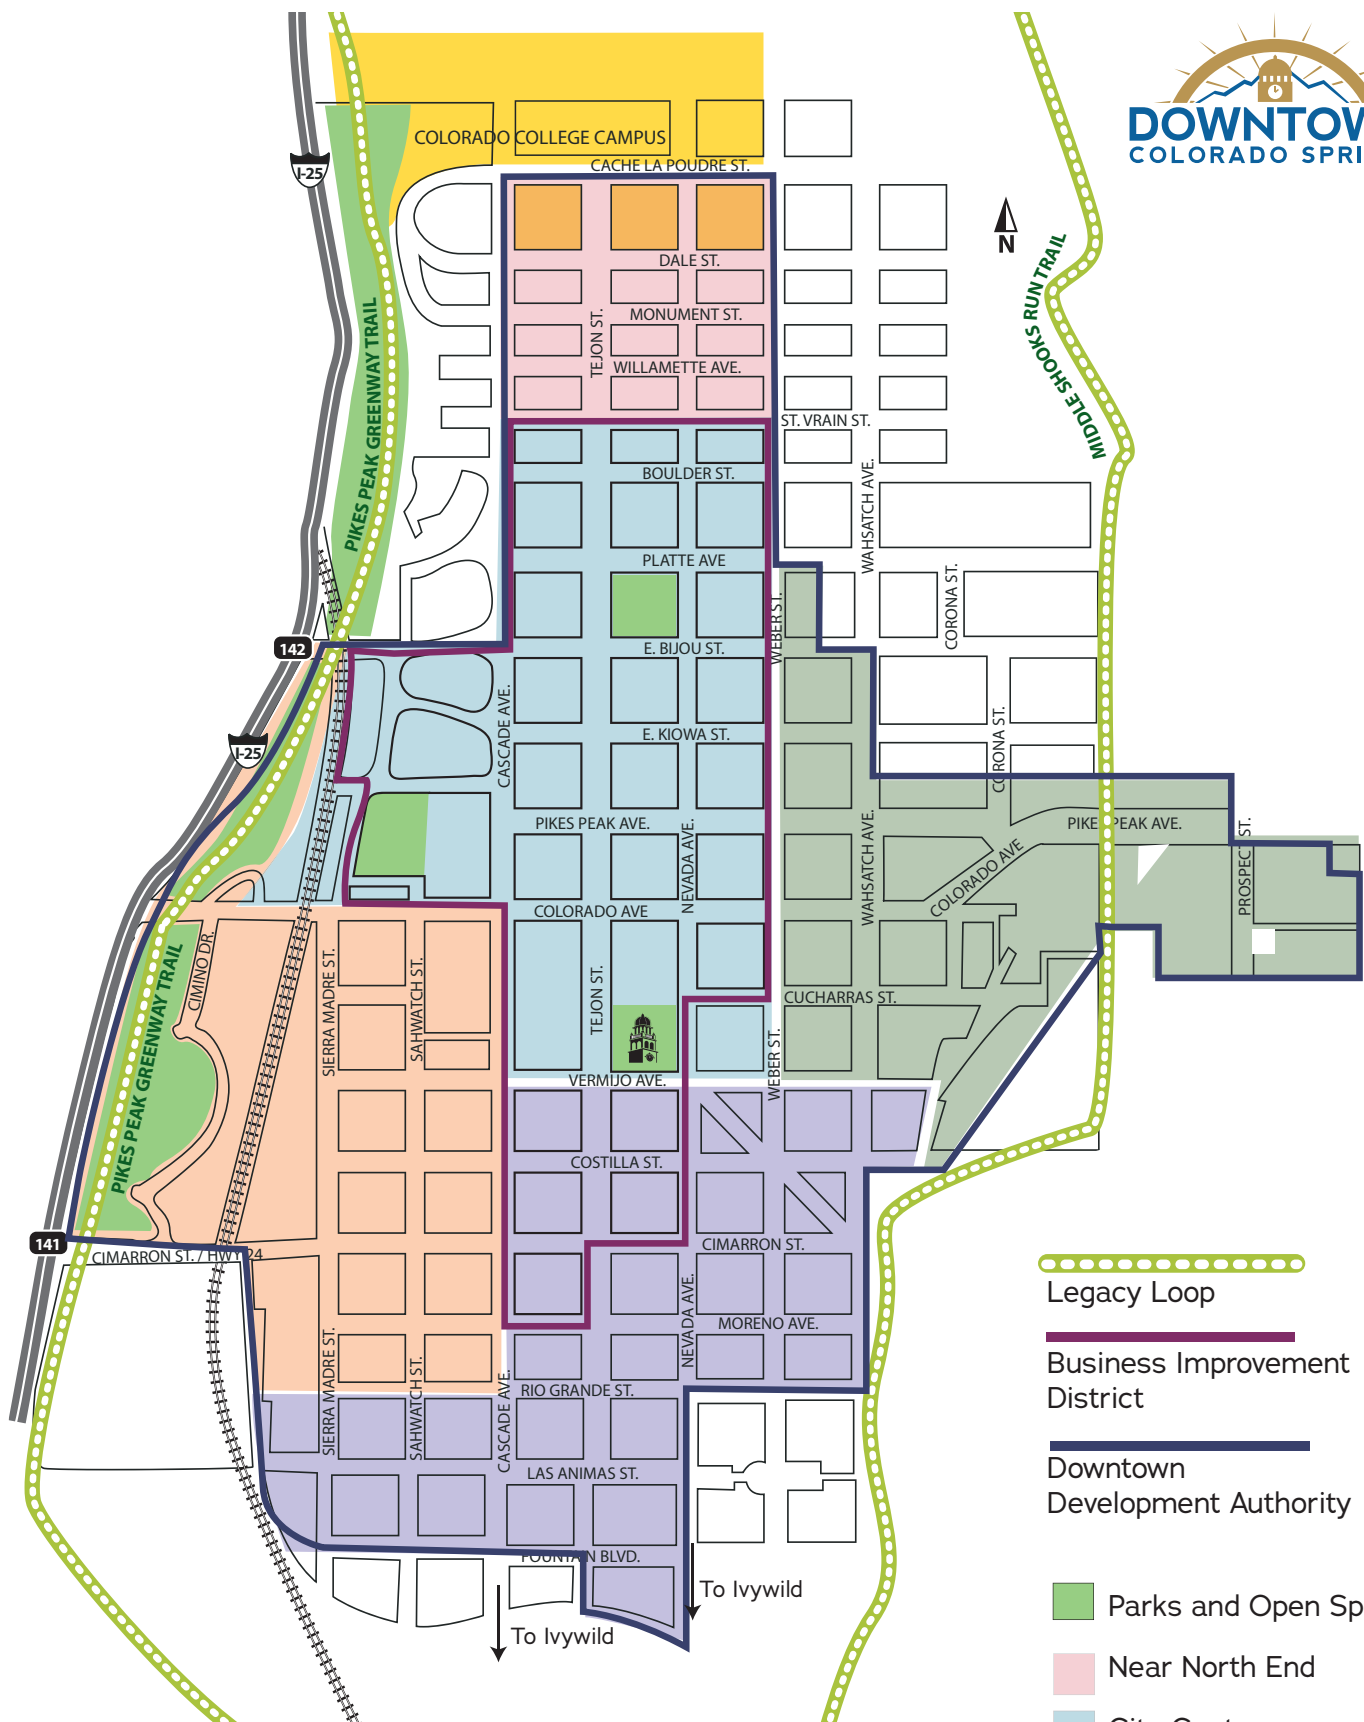 DOWNTOW
COLORADO SPRI
COLORADO COLLEGE CAMPUS
CACHE LA POUDRE ST.
I-25
N
DALE ST.
MONUMENT ST.
TEJON ST.
WILLAMETTE AVE.
PIKES PEAK GREENWAY TRAIL
MIDDLE SHOOKS RUN TRAIL
ST. VRAIN ST.
BOULDER ST.
WAHSATCH AVE.
PLATTE AVE
CORONA ST.
WEBER ST.
142
E. BIJOU ST.
I-25
CASCADE AVE.
E. KIOWA ST.
CORONA ST.
PIKES PEAK AVE.
NEVADA AVE.
WAHSATCH AVE.
COLORADO AVE
PIKES PEAK AVE.
PROSPECT ST.
COLORADO AVE
CIMINO DR.
PIKES PEAK GREENWAY TRAIL
SIERRA MADRE ST.
SAHWATCH ST.
TEJON ST.
CUCHARRAS ST.
WEBER ST.
VERMIJO AVE.
COSTILLA ST.
141
CIMARRON ST. / HWY 24
CIMARRON ST.
NEVADA AVE.
MORENO AVE.
SIERRA MADRE ST.
SAHWATCH ST.
CASCADE AVE.
RIO GRANDE ST.
LAS ANIMAS ST.
FOUNTAIN BLVD.
To Ivywild
To Ivywild
Legacy Loop
Business Improvement
District
Downtown
Development Authority
Parks and Open Sp
Near North End